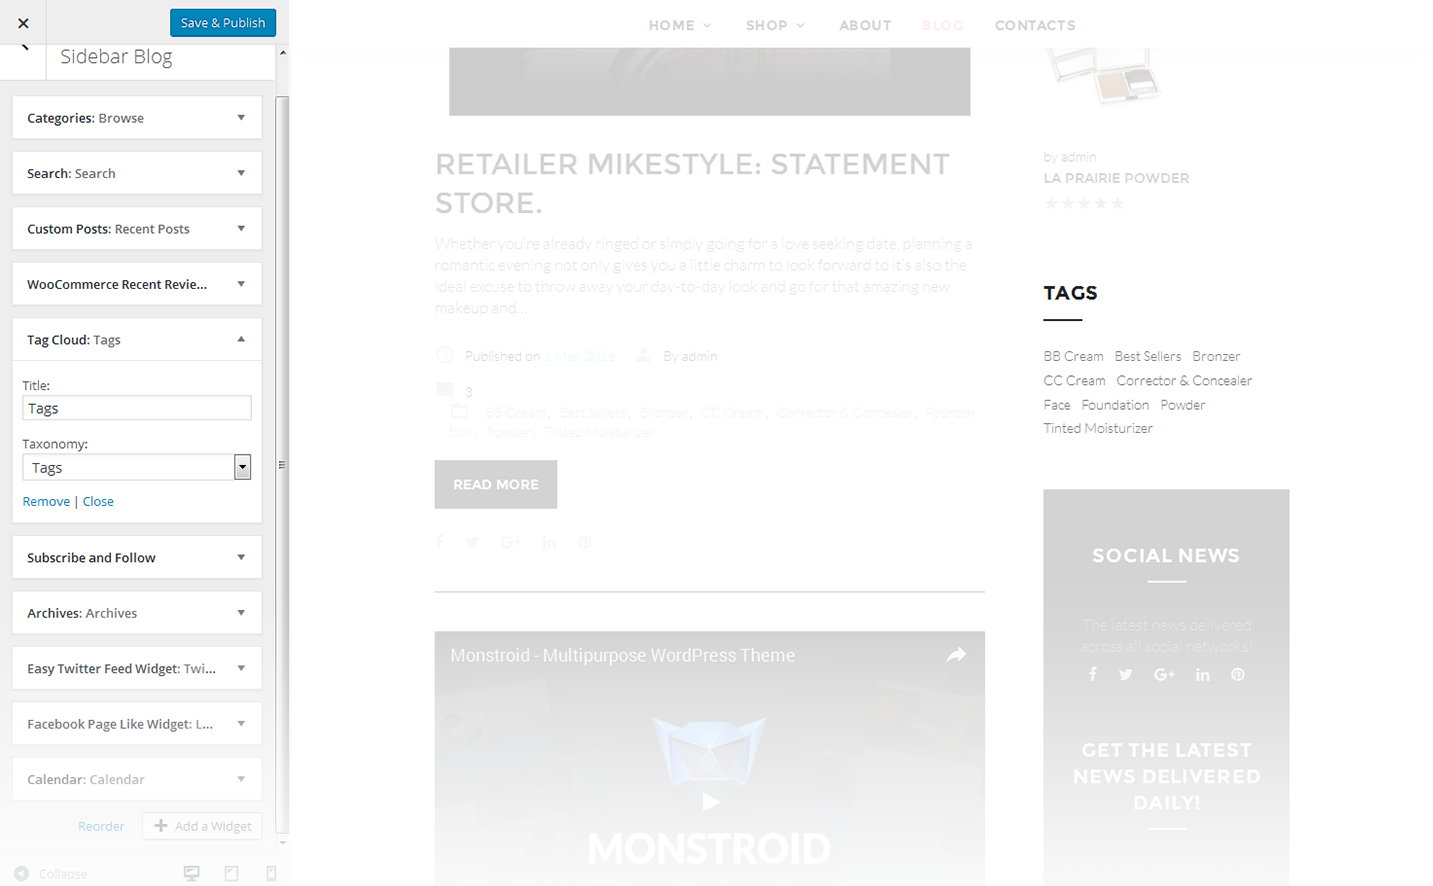 Save & Publish
Sidebar Blog
Categories: Browse
Search: Search
Custom Posts: Recent Posts
WooCommerce Recent Revie...
Tag Cloud: Tags
Title:
Tags
Taxonomy:
Tags
Remove | Close
Subscribe and Follow
Archives: Archives
Easy Twitter Feed Widget: Twi...
Facebook Page Like Widget: L...
Calendar: Calendar
Reorder
Add a Widget
Collapse
HOME SHOP ABOUT BLOG CONTACTS
RETAILER MIKESTYLE: STATEMENT
STORE.
Whether you're already ringed or simply going for a love seeking date, planning a
romantic evening not only gives you a little charm to look forward to it's also the
ideal excuse to throw away your day-to-day look and go for that amazing new
makeup and...
Published on 1 Mar, 2016 By admin
3
BB Cream, Best Sellers, Bronzer, CC Cream, Corrector & Concealer, Founda-
tion, Powder, Tinted Moisturizer
READ MORE
Monstroid - Multipurpose WordPress Theme
MONSTROID
by admin
LA PRAIRIE POWDER
TAGS
BB Cream Best Sellers Bronzer
CC Cream Corrector & Concealer
Face Foundation Powder
Tinted Moisturizer
SOCIAL NEWS
The latest news delivered
across all social networks!
GET THE LATEST
NEWS DELIVERED
DAILY!